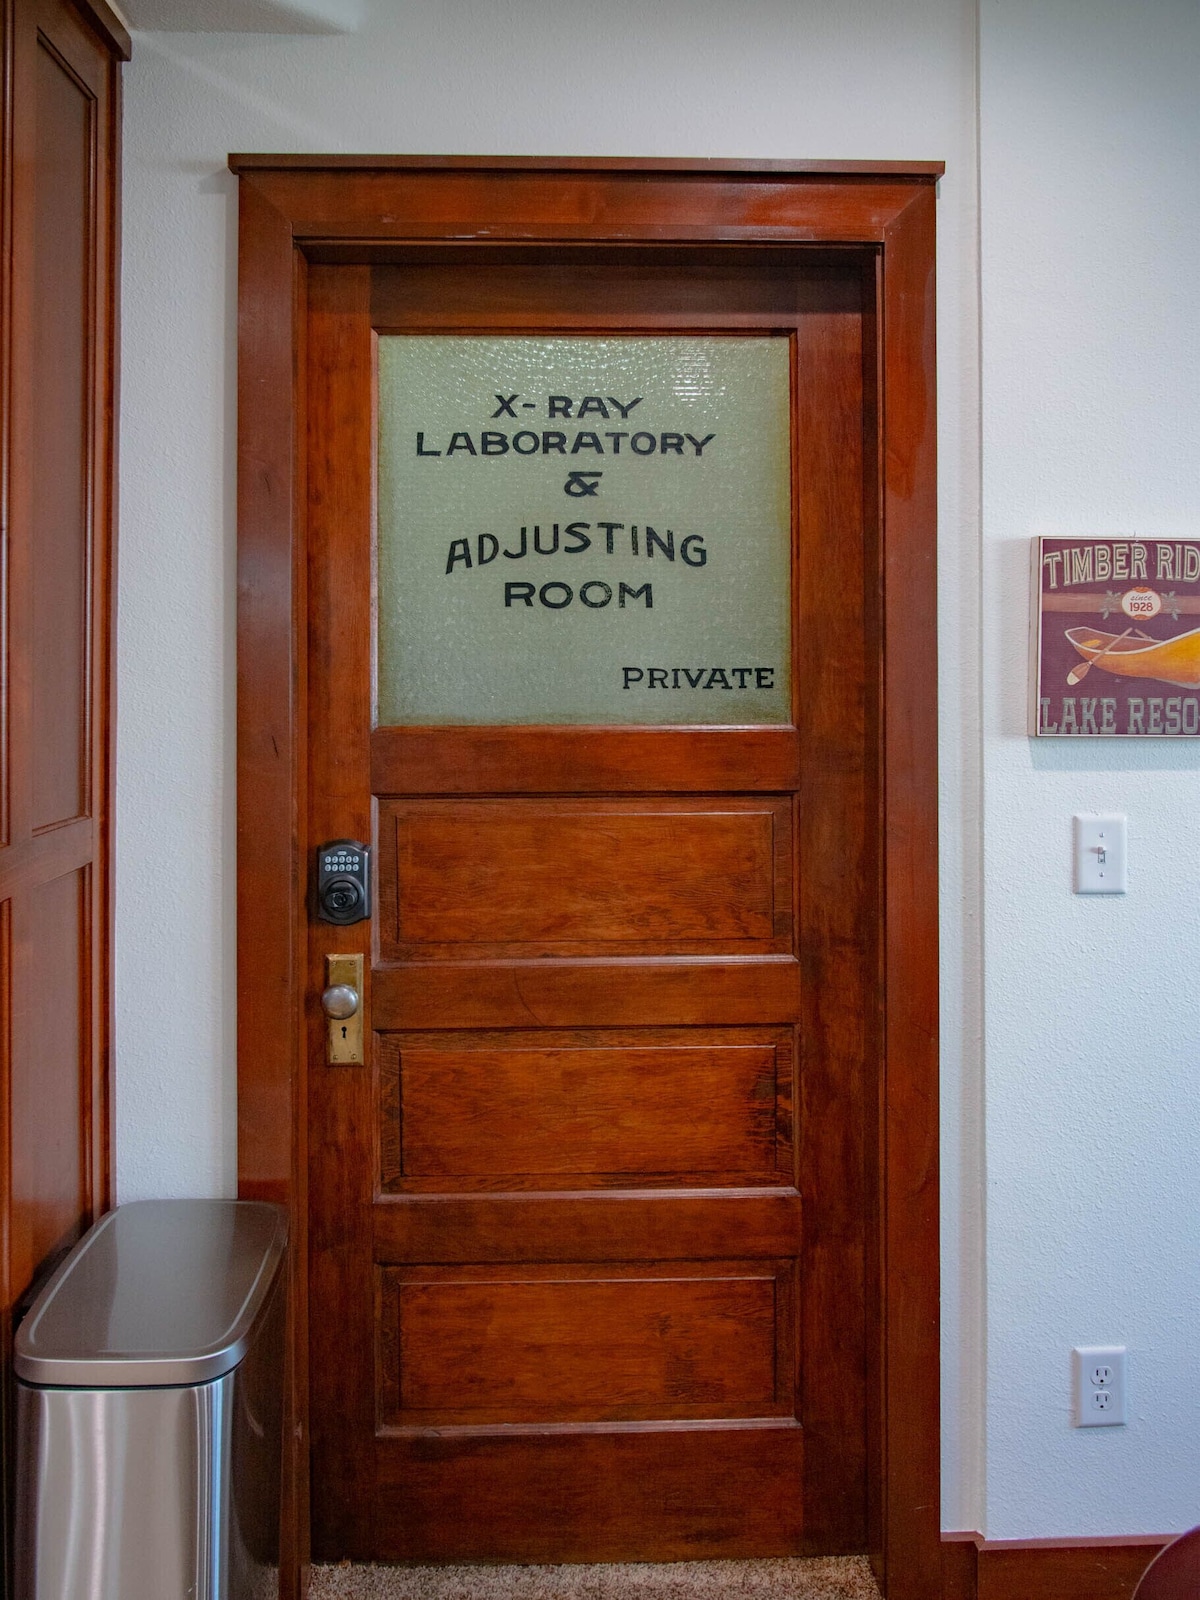 X-RAY
LABORATORY
&
ADJUSTING
ROOM
PRIVATE
TIMBER RID
since
1928
LAKE RESO